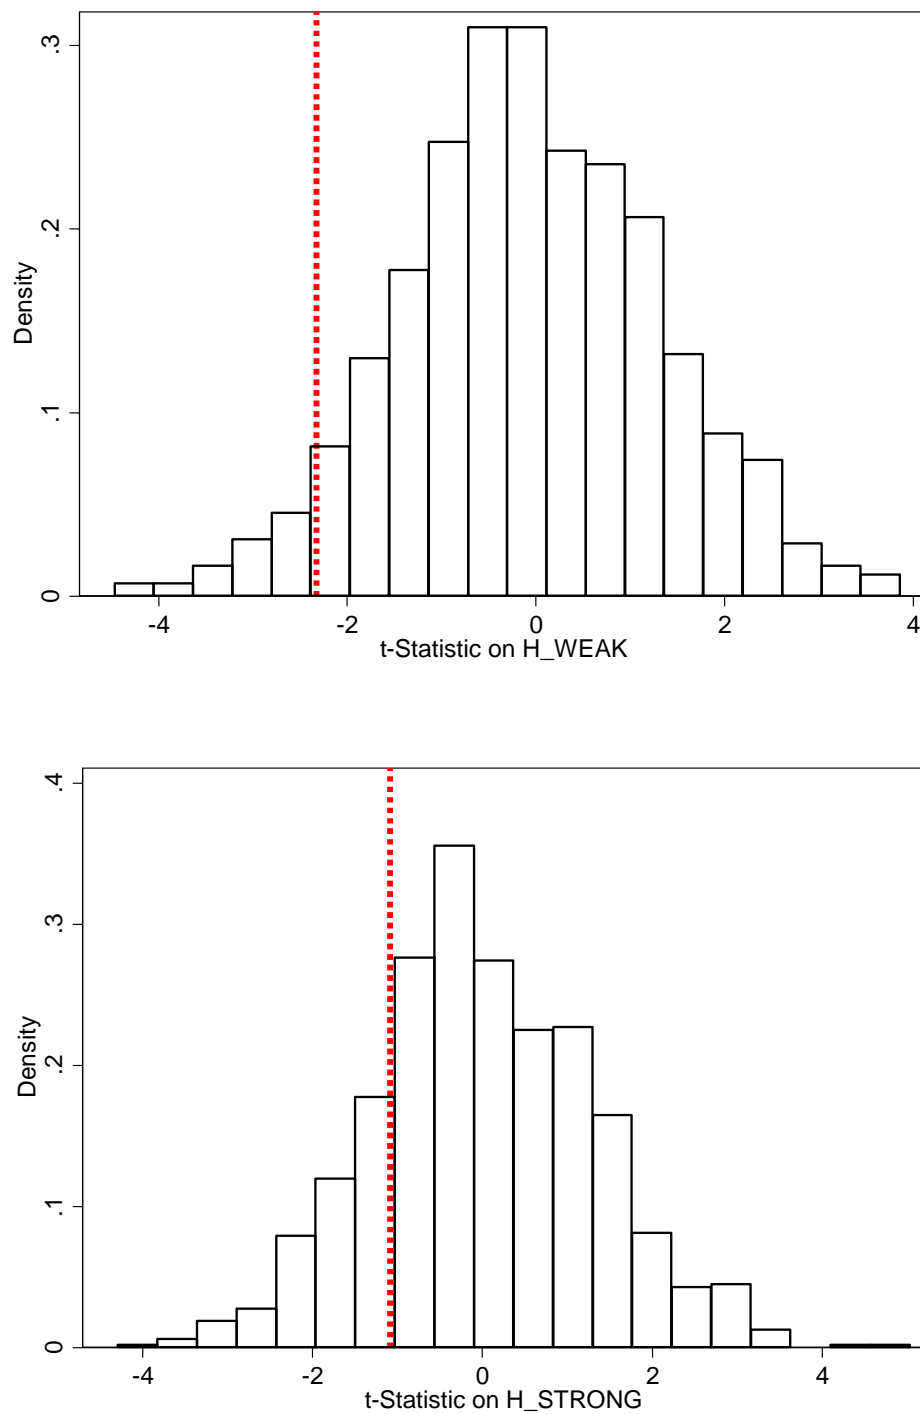 .3
.2
.1
0
Density
-4 -2 0 2 4
t-Statistic on H_WEAK
.4
.3
.2
.1
0
Density
-4 -2 0 2 4
t-Statistic on H_STRONG